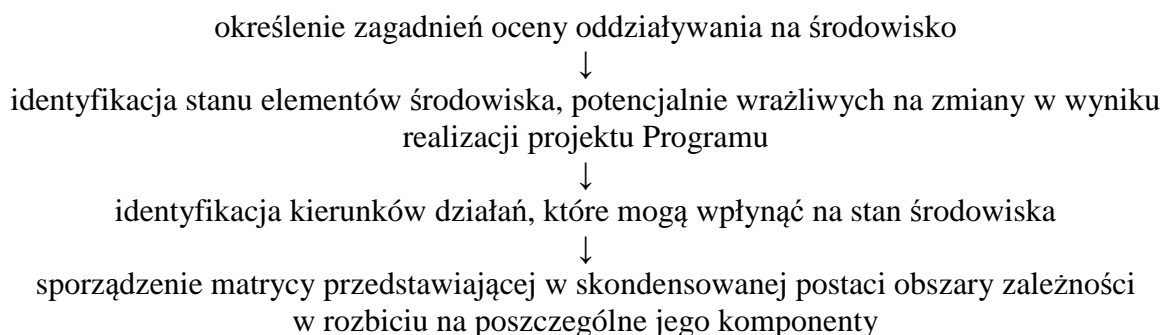 określenie zagadnień oceny oddziaływania na środowisko
↓
identyfikacja stanu elementów środowiska, potencjalnie wrażliwych na zmiany w wyniku
realizacji projektu Programu
↓
identyfikacja kierunków działań, które mogą wpłynąć na stan środowiska
↓
sporządzenie matrycy przedstawiającej w skondensowanej postaci obszary zależności
w rozbiciu na poszczególne jego komponenty